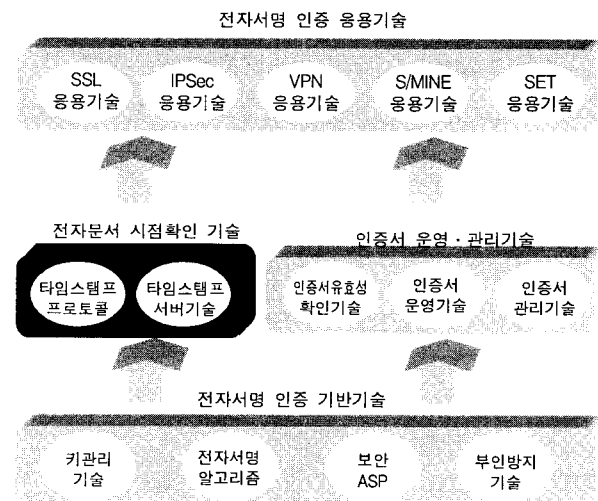 전자서명 인증 응용기술
SSL 응용기술
IPSec 응용기술
VPN 응용기술
S/MINE 응용기술
SET 응용기술
전자문서 시점확인 기술
타임스탬프 프로토콜
타임스탬프 서버기술
인증서 운영·관리기술
인증서유효성 확인기술
인증서 운영기술
인증서 관리기술
전자서명 인증 기반기술
키관리 기술
전자서명 알고리즘
보안 ASP
부인방지 기술